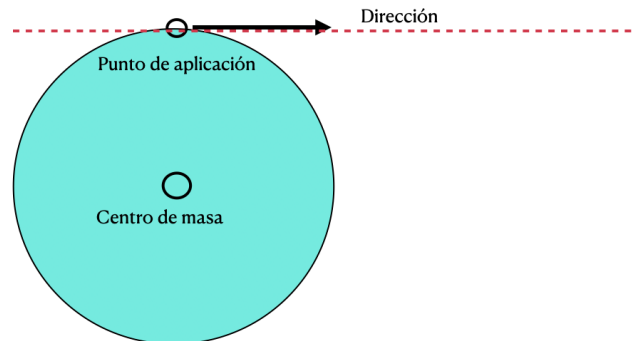 Dirección
Punto de aplicación
Centro de masa